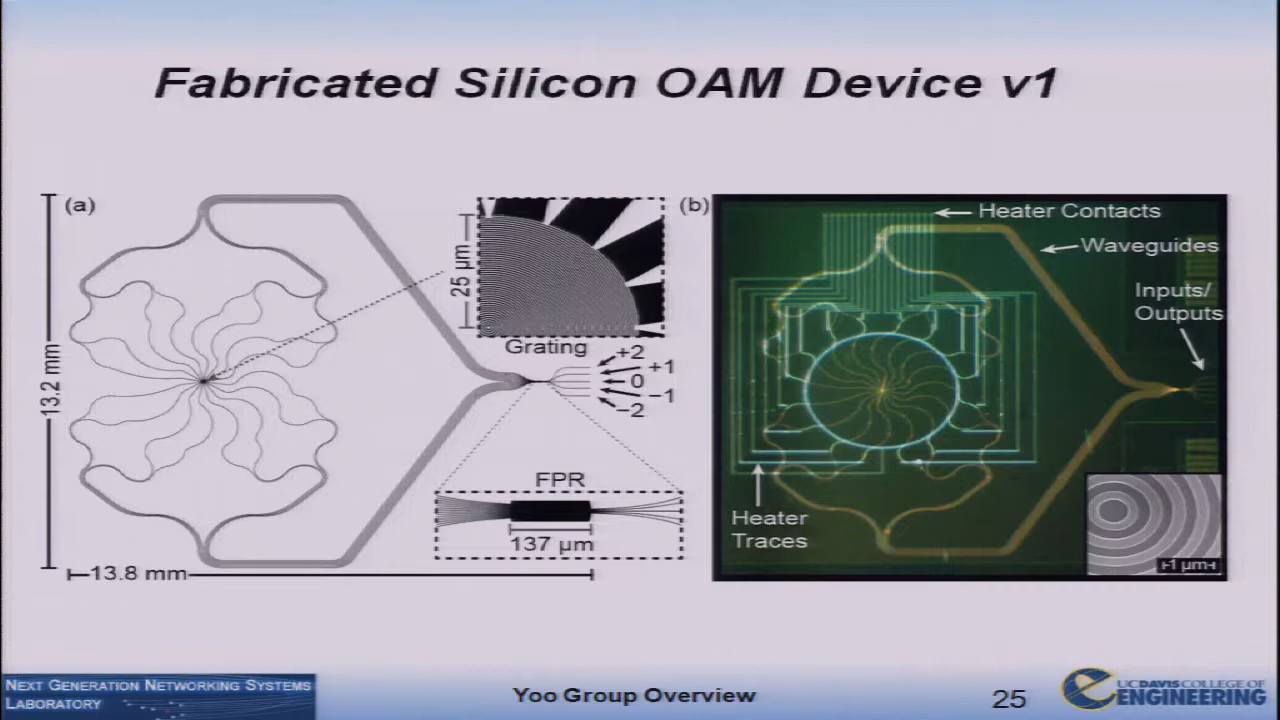 Fabricated Silicon OAM Device v1
(a)
25 µm
Grating
+2
+1
0
−1
−2
13.2 mm
13.8 mm
FPR
137 µm
(b)
Heater Contacts
Waveguides
Inputs/
Outputs
Heater
Traces
1 µm
NEXT GENERATION NETWORKING SYSTEMS
LABORATORY
Yoo Group Overview
25
UCDAVIS COLLEGE OF
ENGINEERING